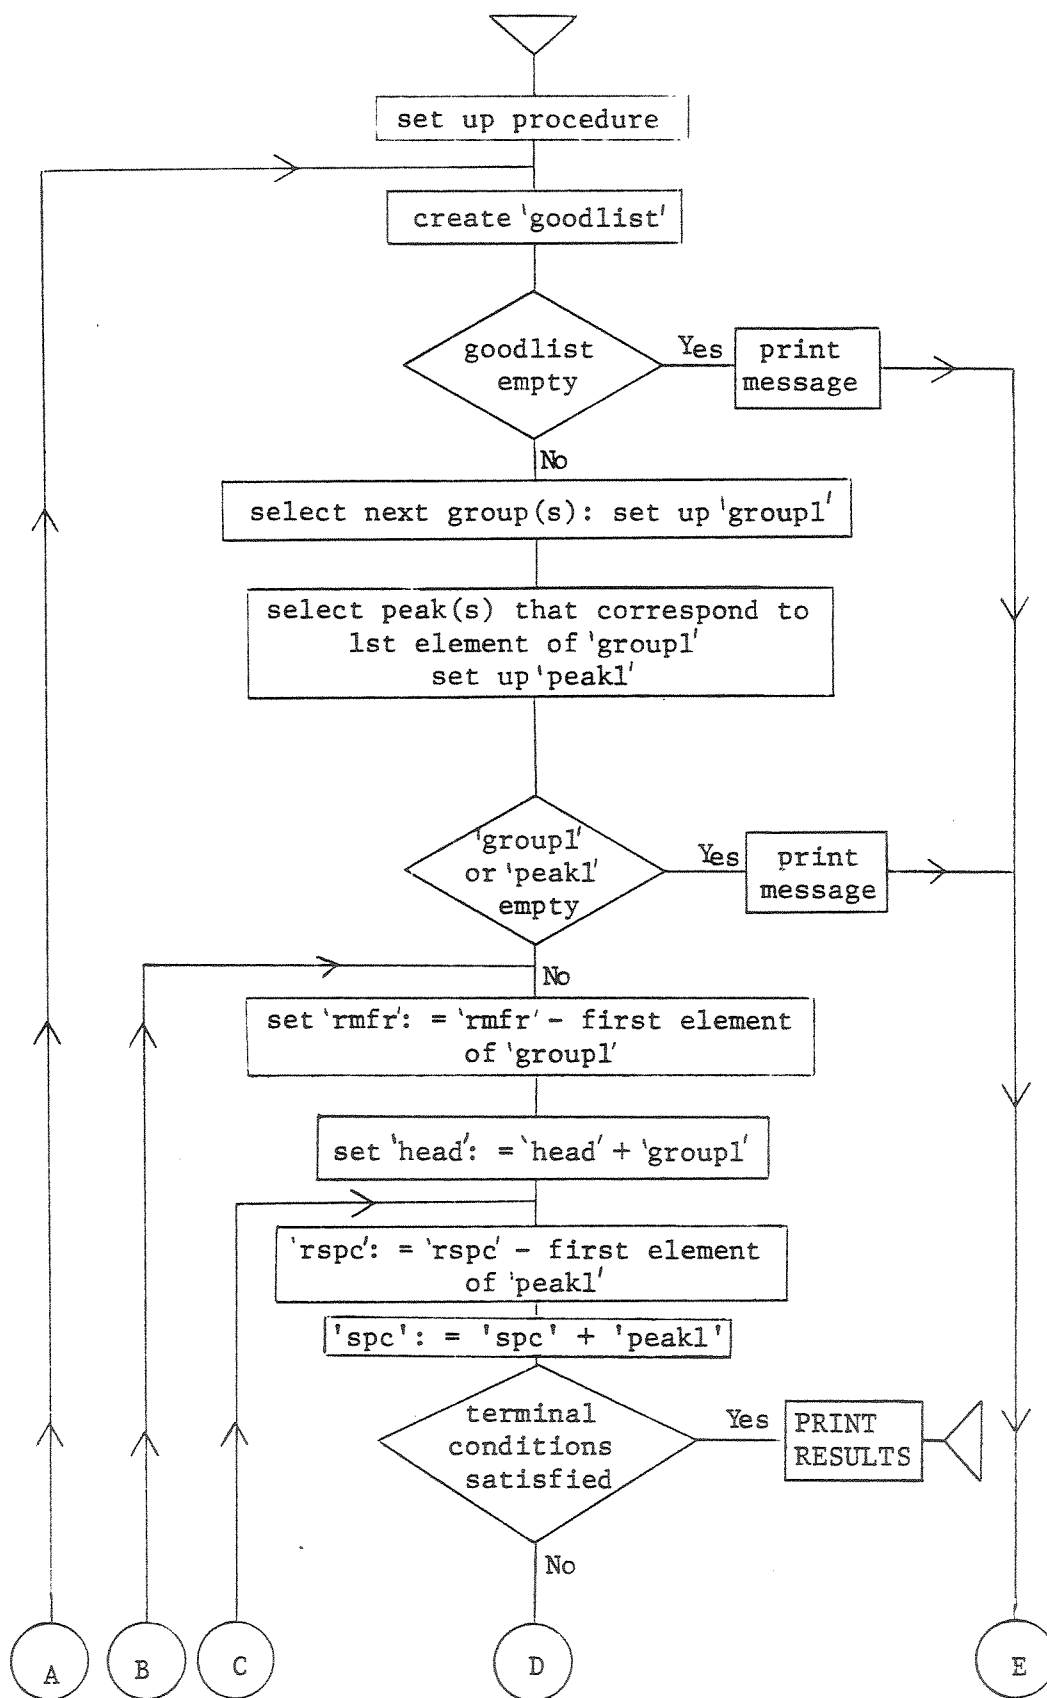 set up procedure
create 'goodlist'
goodlist
empty
Yes
print
message
No
select next group(s): set up 'group1'
select peak(s) that correspond to
1st element of 'group1'
set up 'peak1'
'group1'
or 'peak1'
empty
Yes
print
message
No
set 'rmfr': = 'rmfr' - first element
of 'group1'
set 'head': = 'head' + 'group1'
'rspc': = 'rspc' - first element
of 'peak1'
'spc': = 'spc' + 'peak1'
terminal
conditions
satisfied
Yes
PRINT
RESULTS
No
A
B
C
D
E